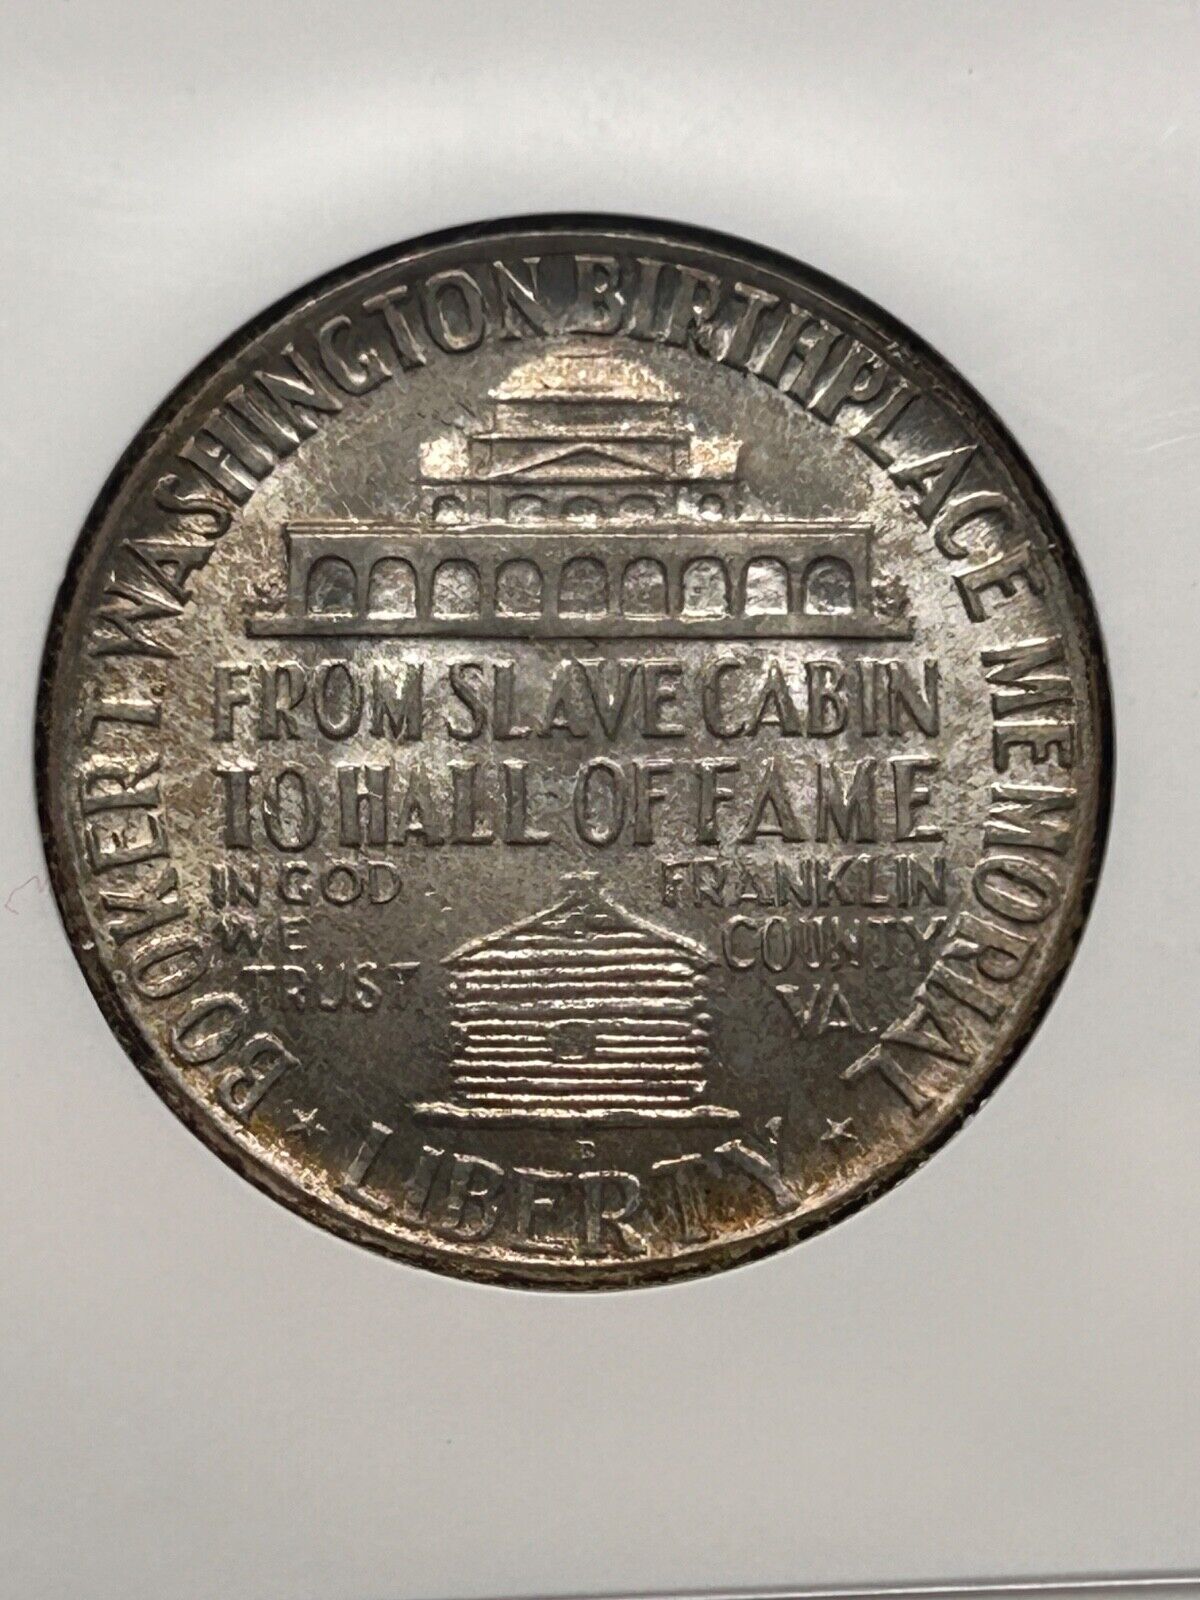 BOOKER T. WASHINGTON BIRTHPLACE MEMORIAL
FROM SLAVE CABIN
TO HALL OF FAME
IN GOD
WE
TRUST
FRANKLIN
COUNTY
VA.
LIBERTY